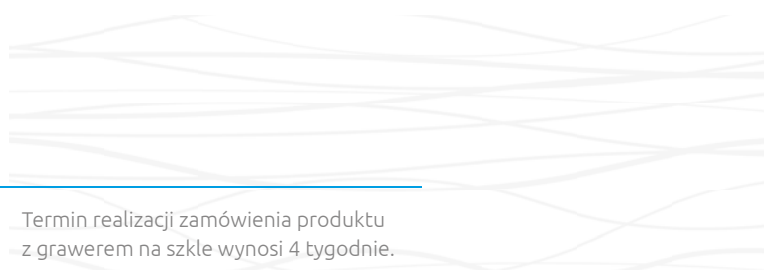 Termin realizacji zamówienia produktu
z grawerem na szkle wynosi 4 tygodnie.